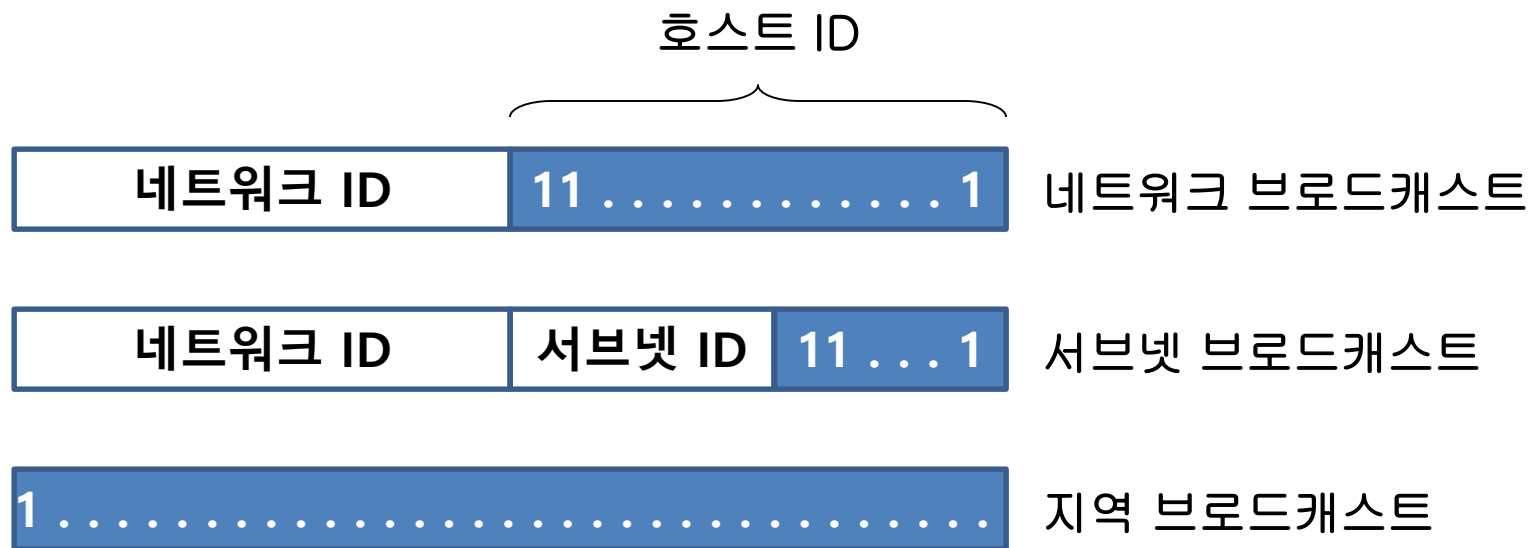 호스트 ID
네트워크 ID 11 . . . . . . . . . . . . 1 네트워크 브로드캐스트
네트워크 ID 서브넷 ID 11 . . . 1 서브넷 브로드캐스트
1 . . . . . . . . . . . . . . . . . . . . . . . . . . . . . . . . 지역 브로드캐스트